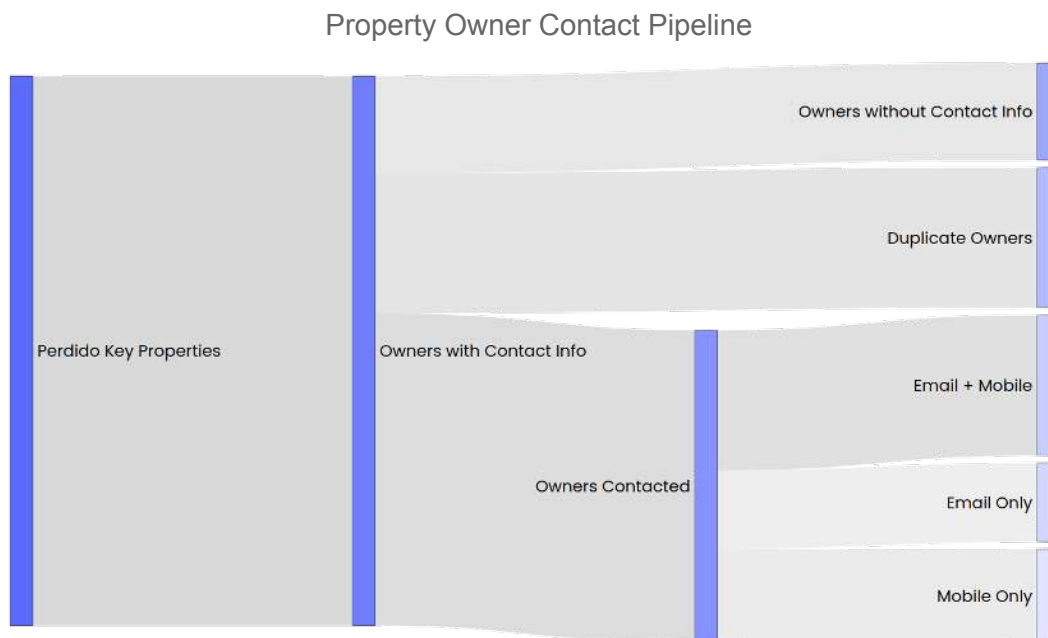 Property Owner Contact Pipeline
Owners without Contact Info
Duplicate Owners
Perdido Key Properties
Owners with Contact Info
Email + Mobile
Owners Contacted
Email Only
Mobile Only